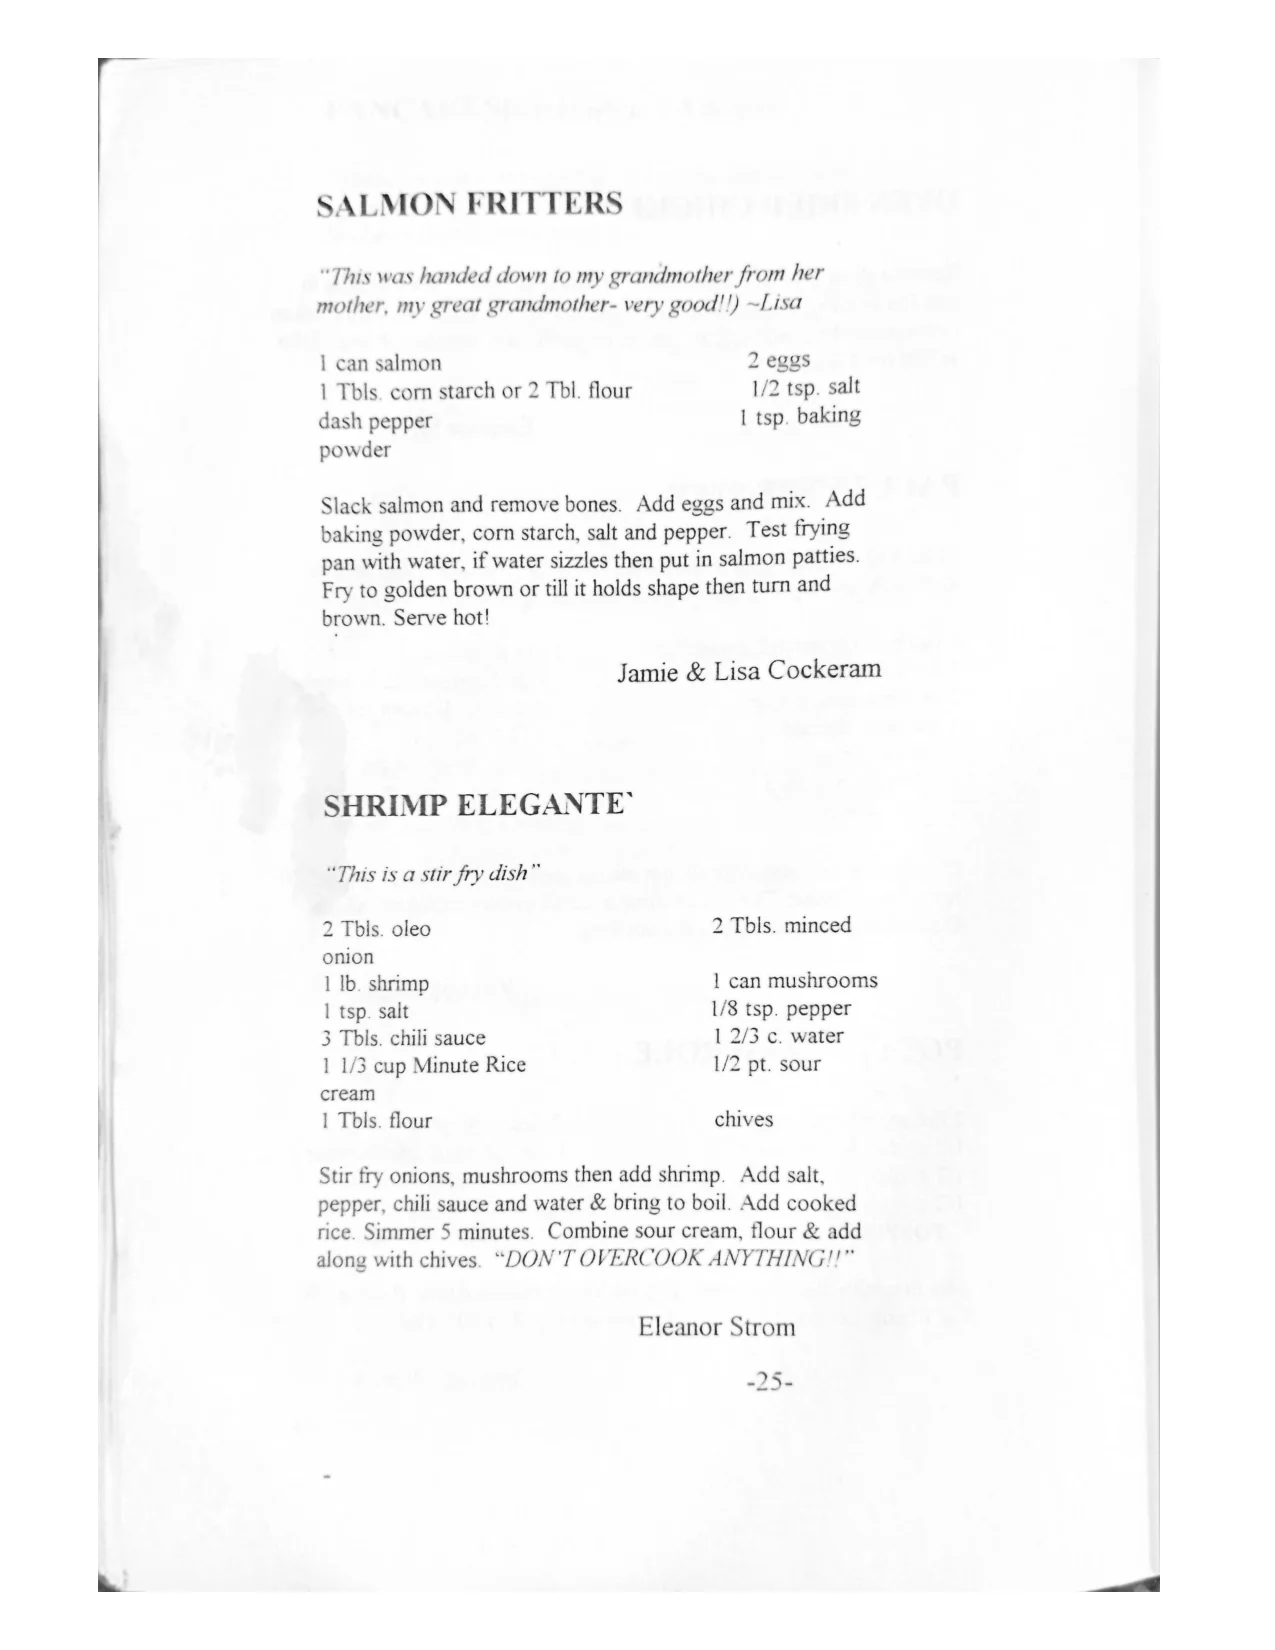 SALMON FRITTERS
"This was handed down to my grandmother from her
mother, my great grandmother- very good!!) ~Lisa
1 can salmon 2 eggs
1 Tbls. corn starch or 2 Tbl. flour 1/2 tsp. salt
dash pepper 1 tsp. baking
powder
Slack salmon and remove bones. Add eggs and mix. Add
baking powder, corn starch, salt and pepper. Test frying
pan with water, if water sizzles then put in salmon patties.
Fry to golden brown or till it holds shape then turn and
brown. Serve hot!
Jamie & Lisa Cockeram
SHRIMP ELEGANTE`
"This is a stir fry dish"
2 Tbls. oleo 2 Tbls. minced
onion
1 lb. shrimp 1 can mushrooms
1 tsp. salt 1/8 tsp. pepper
3 Tbls. chili sauce 1 2/3 c. water
1 1/3 cup Minute Rice 1/2 pt. sour
cream
1 Tbls. flour chives
Stir fry onions, mushrooms then add shrimp. Add salt,
pepper, chili sauce and water & bring to boil. Add cooked
rice. Simmer 5 minutes. Combine sour cream, flour & add
along with chives. "DON'T OVERCOOK ANYTHING!!"
Eleanor Strom
-25-